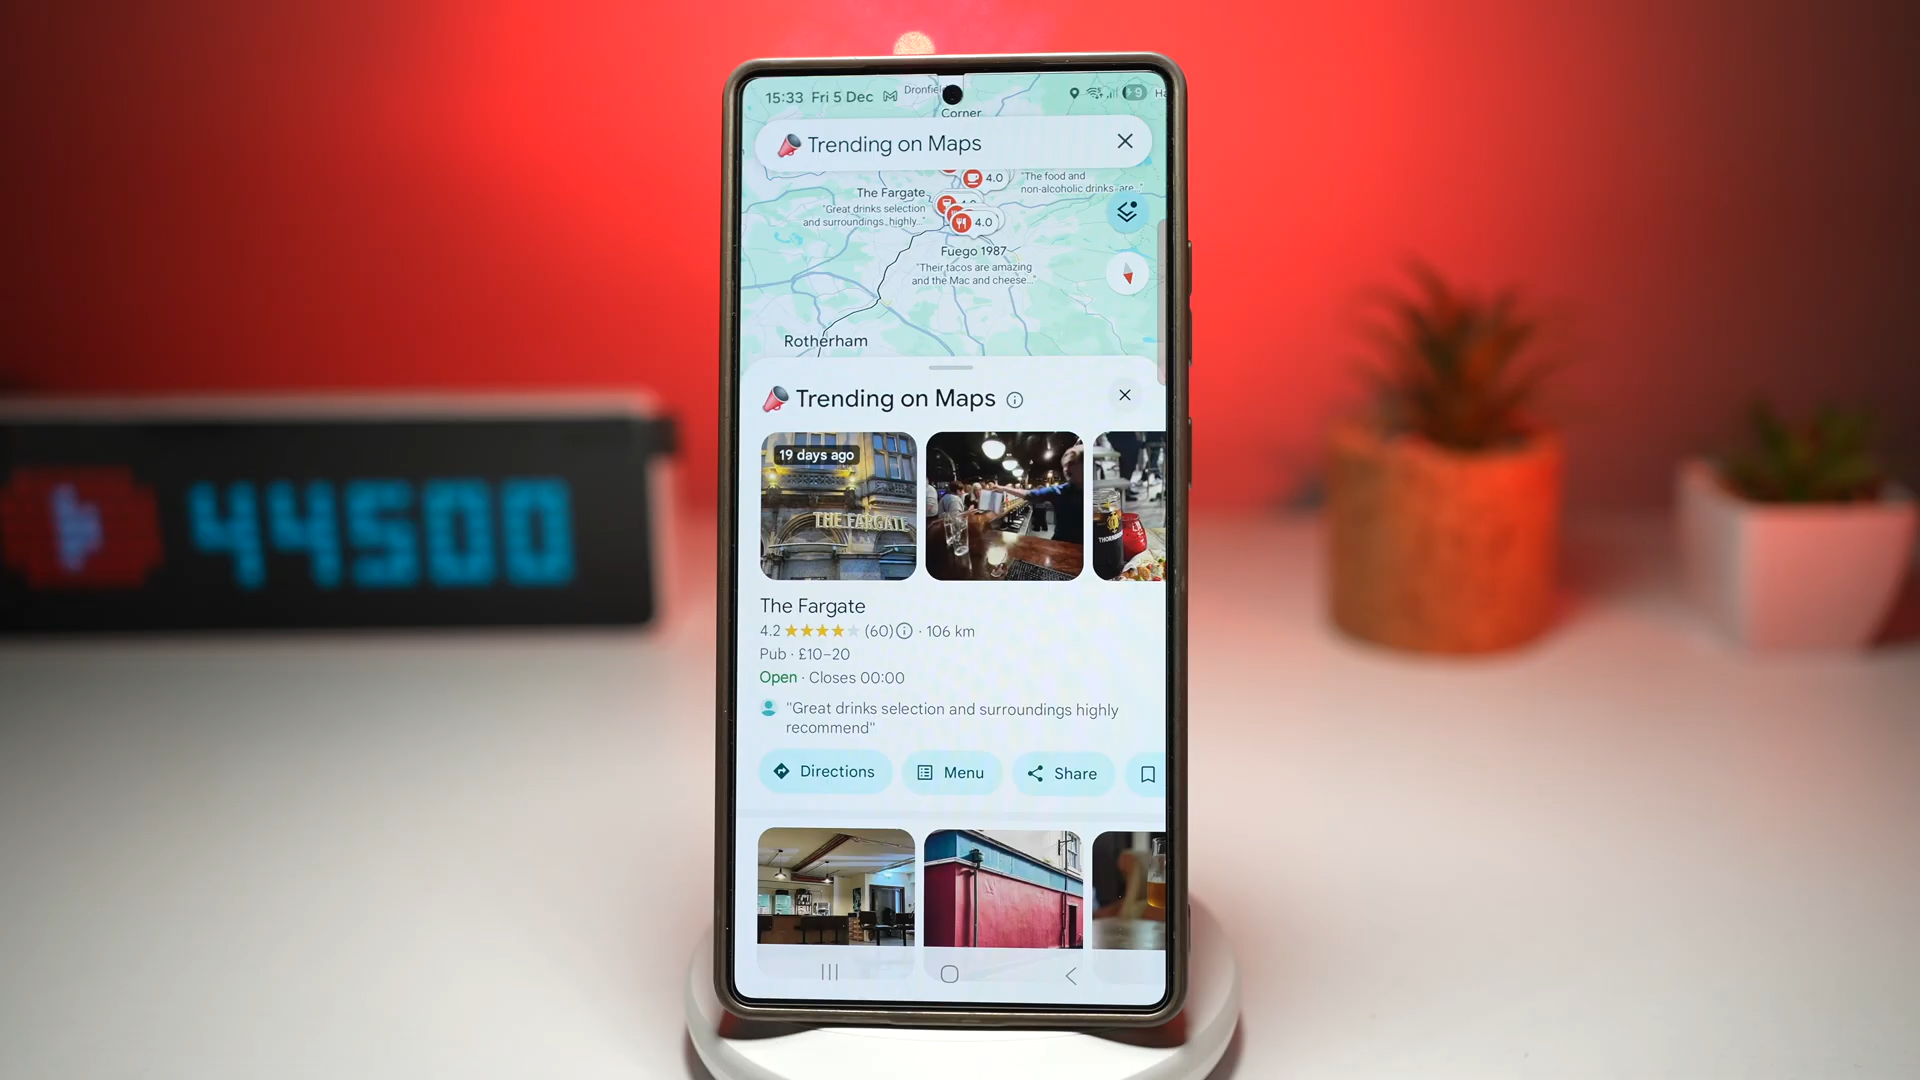 15:33 Fri 5 Dec
Dronfiel
9
Ha
Corner
Trending on Maps
4.0
"The food and
non-alcoholic drinks are..."
The Fargate
"Great drinks selection
and surroundings highly..."
4.0
Fuego 1987
"Their tacos are amazing
and the Mac and cheese..."
Rotherham
Trending on Maps
19 days ago
THE FARGATE
The Fargate
4.2 (60) · 106 km
Pub · £10–20
Open · Closes 00:00
"Great drinks selection and surroundings highly
recommend"
Directions
Menu
Share
44500